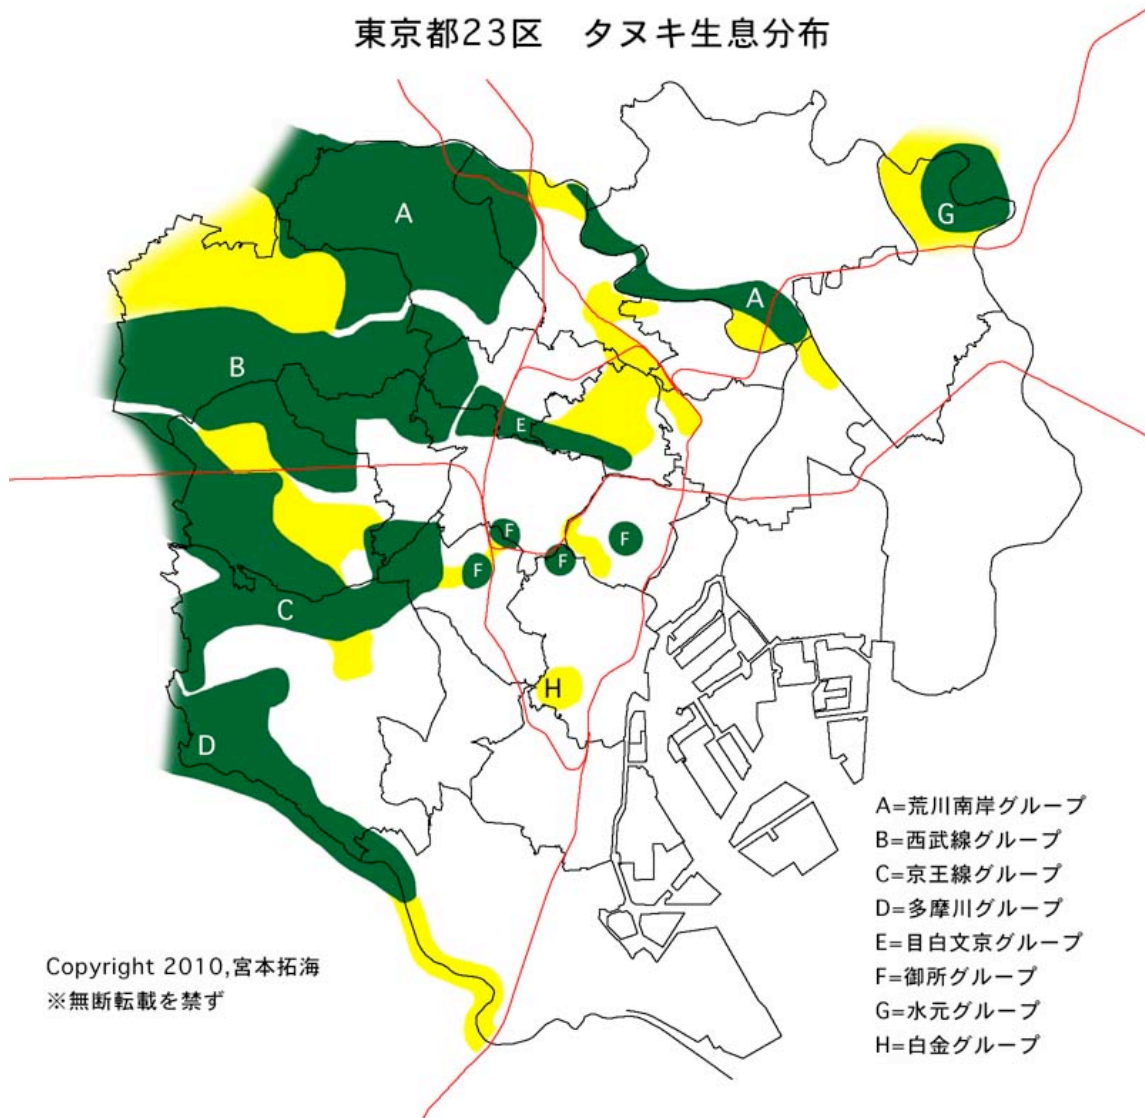 東京都23区　タヌキ生息分布
A
G
A
B
E
F
F
F
F
C
H
D
A=荒川南岸グループ
B=西武線グループ
C=京王線グループ
D=多摩川グループ
E=目白文京グループ
F=御所グループ
G=水元グループ
H=白金グループ
Copyright 2010,宮本拓海
※無断転載を禁ず